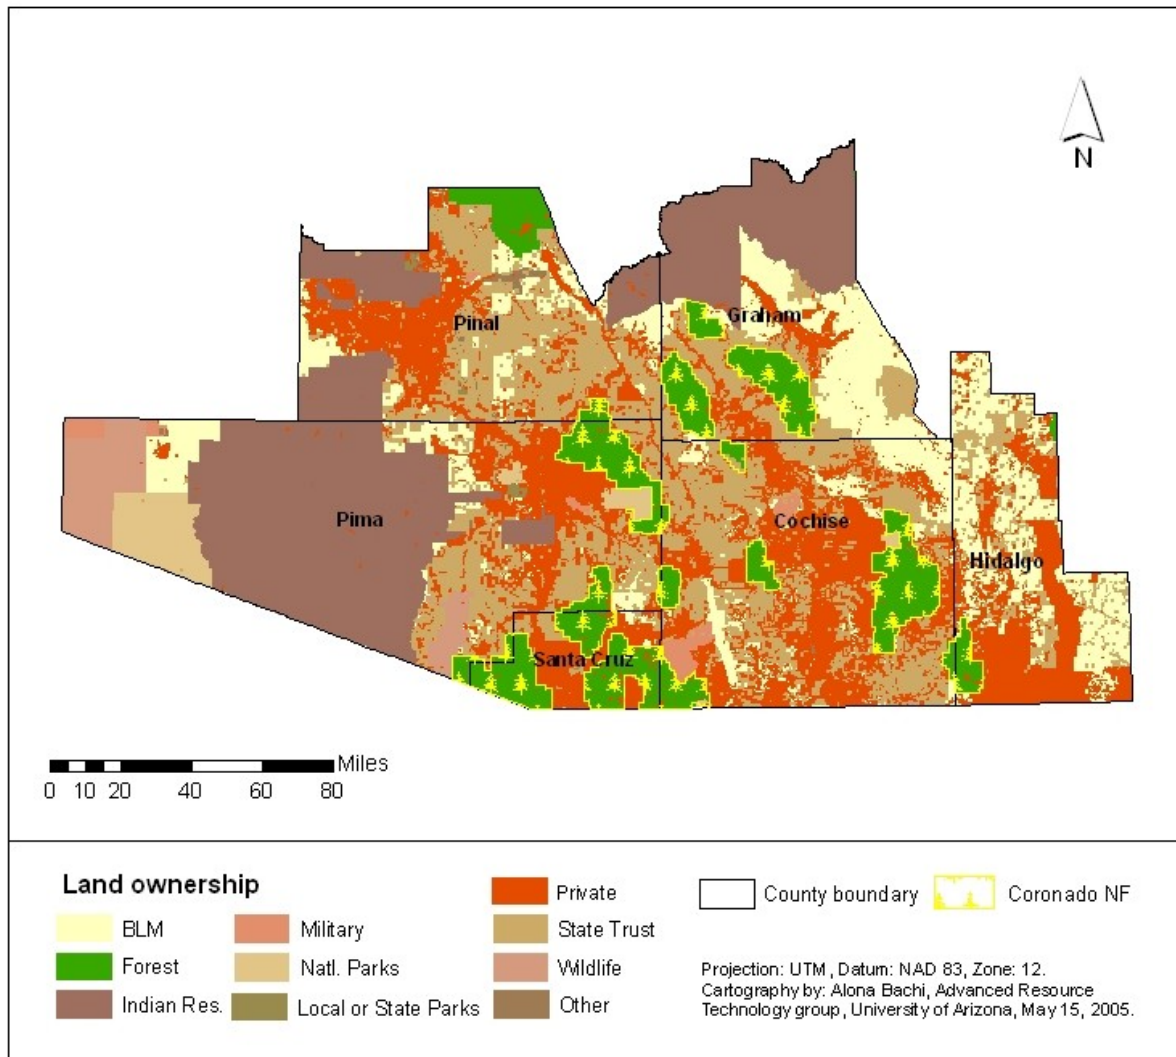 N
Graham
Pinal
Pima
Cochise
Hidalgo
Santa Cruz
Miles
0 10 20 40 60 80
Land ownership
BLM
Forest
Indian Res.
Military
Natl. Parks
Local or State Parks
Private
State Trust
Wildlife
Other
County boundary
Coronado NF
Projection: UTM, Datum: NAD 83, Zone: 12.
Cartography by: Alona Bachi, Advanced Resource
Technology group, University of Arizona, May 15, 2005.